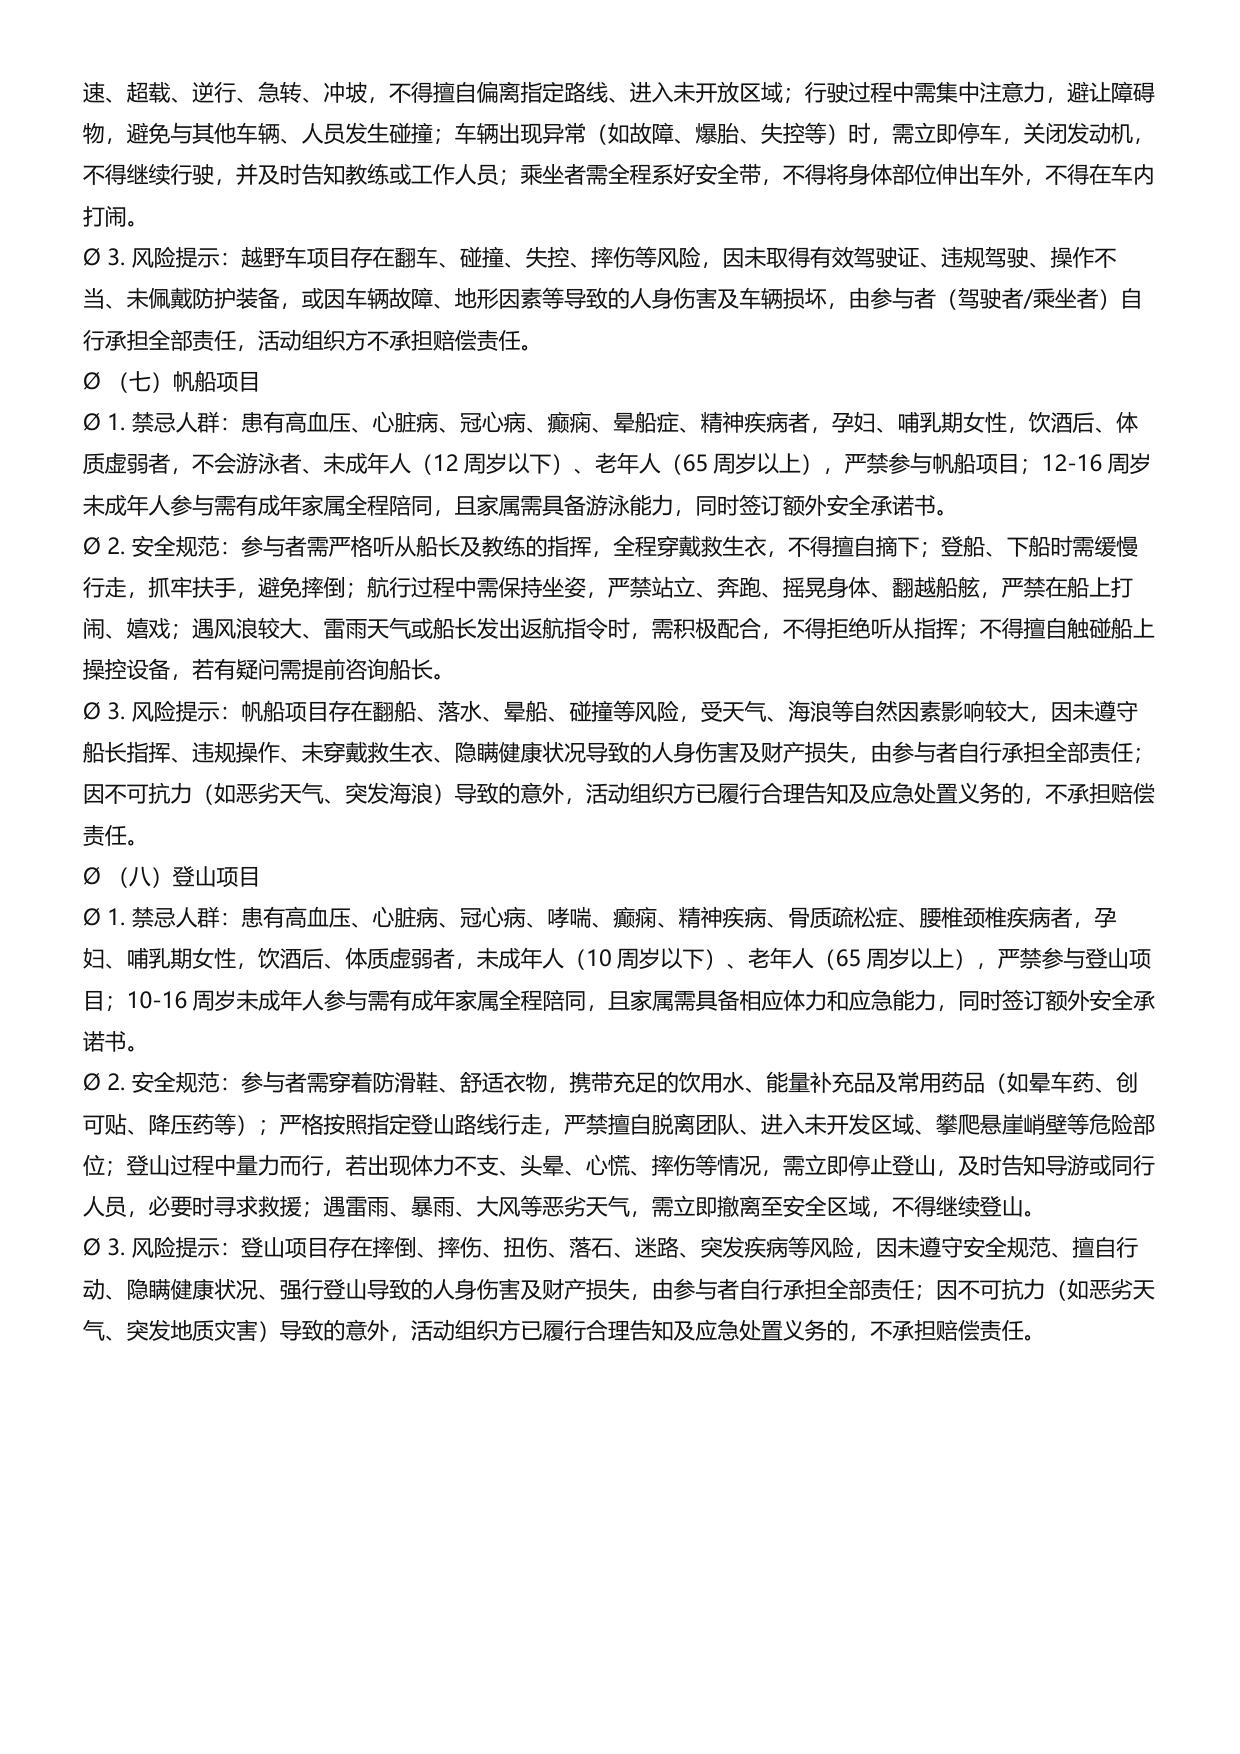 速、超载、逆行、急转、冲坡，不得擅自偏离指定路线、进入未开放区域；行驶过程中需集中注意力，避让障碍
物，避免与其他车辆、人员发生碰撞；车辆出现异常（如故障、爆胎、失控等）时，需立即停车，关闭发动机，
不得继续行驶，并及时告知教练或工作人员；乘坐者需全程系好安全带，不得将身体部位伸出车外，不得在车内
打闹。
Ø 3. 风险提示：越野车项目存在翻车、碰撞、失控、摔伤等风险，因未取得有效驾驶证、违规驾驶、操作不
当、未佩戴防护装备，或因车辆故障、地形因素等导致的人身伤害及车辆损坏，由参与者（驾驶者/乘坐者）自
行承担全部责任，活动组织方不承担赔偿责任。
Ø （七）帆船项目
Ø 1. 禁忌人群：患有高血压、心脏病、冠心病、癫痫、晕船症、精神疾病者，孕妇、哺乳期女性，饮酒后、体
质虚弱者，不会游泳者、未成年人（12 周岁以下）、老年人（65 周岁以上），严禁参与帆船项目；12-16 周岁
未成年人参与需有成年家属全程陪同，且家属需具备游泳能力，同时签订额外安全承诺书。
Ø 2. 安全规范：参与者需严格听从船长及教练的指挥，全程穿戴救生衣，不得擅自摘下；登船、下船时需缓慢
行走，抓牢扶手，避免摔倒；航行过程中需保持坐姿，严禁站立、奔跑、摇晃身体、翻越船舷，严禁在船上打
闹、嬉戏；遇风浪较大、雷雨天气或船长发出返航指令时，需积极配合，不得拒绝听从指挥；不得擅自触碰船上
操控设备，若有疑问需提前咨询船长。
Ø 3. 风险提示：帆船项目存在翻船、落水、晕船、碰撞等风险，受天气、海浪等自然因素影响较大，因未遵守
船长指挥、违规操作、未穿戴救生衣、隐瞒健康状况导致的人身伤害及财产损失，由参与者自行承担全部责任；
因不可抗力（如恶劣天气、突发海浪）导致的意外，活动组织方已履行合理告知及应急处置义务的，不承担赔偿
责任。
Ø （八）登山项目
Ø 1. 禁忌人群：患有高血压、心脏病、冠心病、哮喘、癫痫、精神疾病、骨质疏松症、腰椎颈椎疾病者，孕
妇、哺乳期女性，饮酒后、体质虚弱者，未成年人（10 周岁以下）、老年人（65 周岁以上），严禁参与登山项
目；10-16 周岁未成年人参与需有成年家属全程陪同，且家属需具备相应体力和应急能力，同时签订额外安全承
诺书。
Ø 2. 安全规范：参与者需穿着防滑鞋、舒适衣物，携带充足的饮用水、能量补充品及常用药品（如晕车药、创
可贴、降压药等）；严格按照指定登山路线行走，严禁擅自脱离团队、进入未开发区域、攀爬悬崖峭壁等危险部
位；登山过程中量力而行，若出现体力不支、头晕、心慌、摔伤等情况，需立即停止登山，及时告知导游或同行
人员，必要时寻求救援；遇雷雨、暴雨、大风等恶劣天气，需立即撤离至安全区域，不得继续登山。
Ø 3. 风险提示：登山项目存在摔倒、摔伤、扭伤、落石、迷路、突发疾病等风险，因未遵守安全规范、擅自行
动、隐瞒健康状况、强行登山导致的人身伤害及财产损失，由参与者自行承担全部责任；因不可抗力（如恶劣天
气、突发地质灾害）导致的意外，活动组织方已履行合理告知及应急处置义务的，不承担赔偿责任。